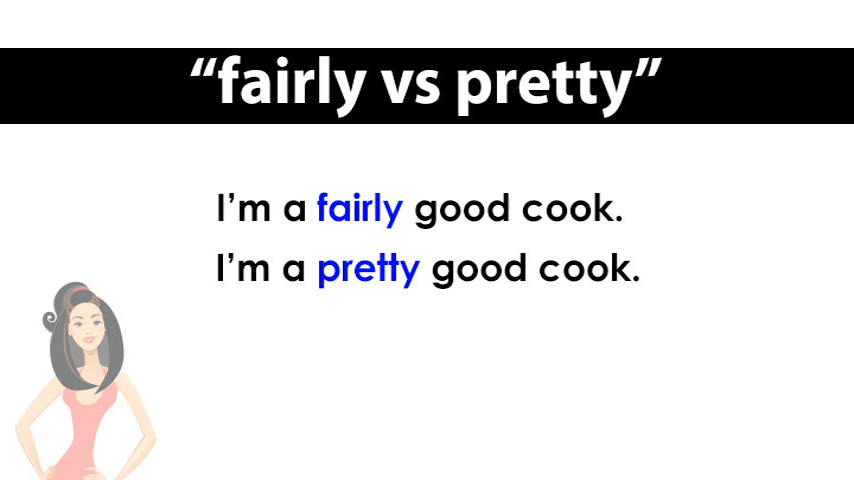 “fairly vs pretty”
I’m a fairly good cook.
I’m a pretty good cook.